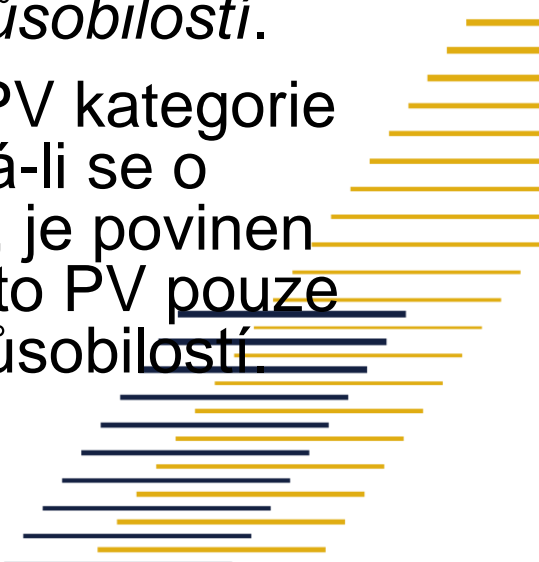 ůsobilostí.
PV kategorie
á-li se o
je povinen
to PV pouze
ůsobilostí.